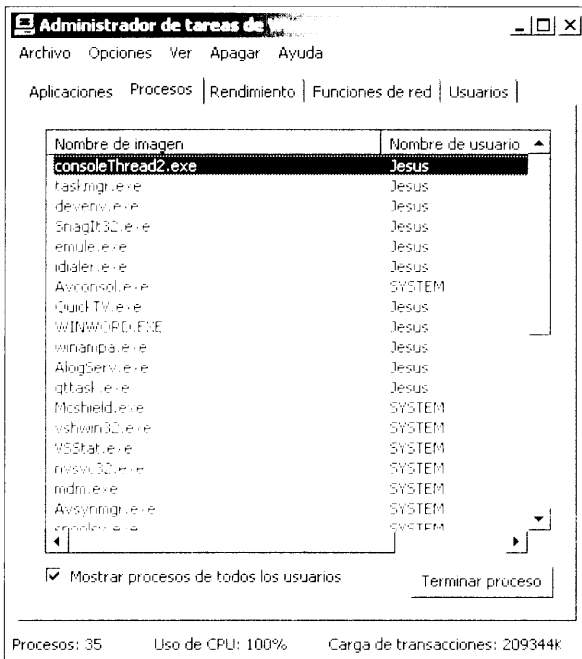 Administrador de tareas de
Archivo Opciones Ver Apagar Ayuda
Aplicaciones Procesos Rendimiento Funciones de red Usuarios
Nombre de imagen Nombre de usuario
consoleThread2.exe Jesus
taskmgr.exe Jesus
devenv.exe Jesus
SnagIt32.exe Jesus
emule.exe Jesus
idialer.exe Jesus
Avconsol.exe SYSTEM
QuickTV.exe Jesus
WINWORD.EXE Jesus
winampa.exe Jesus
AlogServ.exe Jesus
qttask.exe Jesus
Mcshield.exe SYSTEM
vshwin32.exe SYSTEM
VSStat.exe SYSTEM
nvsvc32.exe SYSTEM
mdm.exe SYSTEM
Avsynmgr.exe SYSTEM
SYSTEM
Mostrar procesos de todos los usuarios Terminar proceso
Procesos: 35 Uso de CPU: 100% Carga de transacciones: 209344K